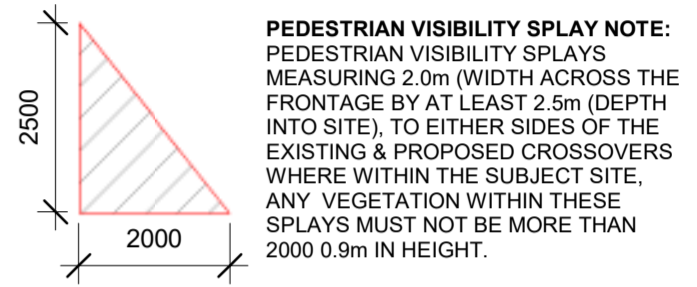 PEDESTRIAN VISIBILITY SPLAY NOTE:
PEDESTRIAN VISIBILITY SPLAYS
MEASURING 2.0m (WIDTH ACROSS THE
FRONTAGE BY AT LEAST 2.5m (DEPTH
INTO SITE), TO EITHER SIDES OF THE
EXISTING & PROPOSED CROSSOVERS
WHERE WITHIN THE SUBJECT SITE,
ANY VEGETATION WITHIN THESE
SPLAYS MUST NOT BE MORE THAN
2000 0.9m IN HEIGHT.
2500
2000